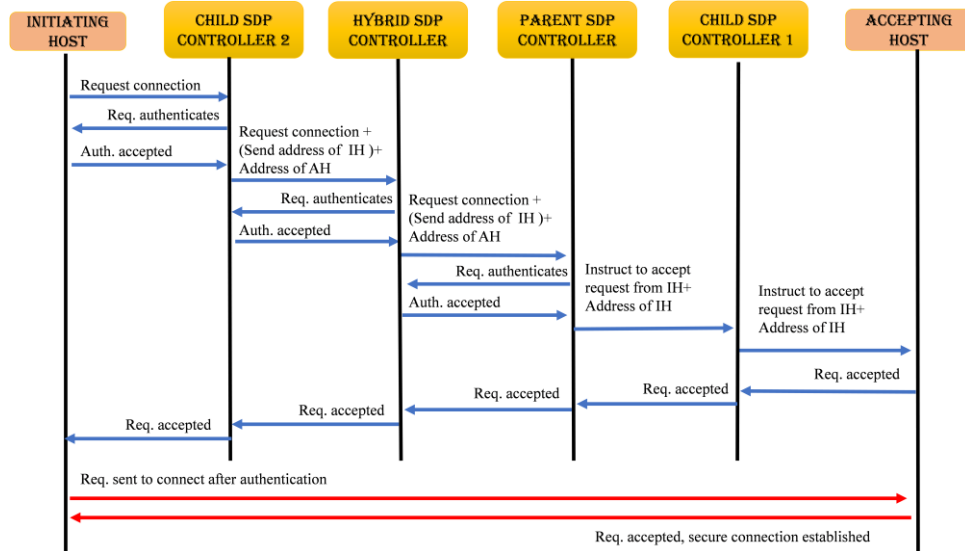 INITIATING
HOST
CHILD SDP
CONTROLLER 2
HYBRID SDP
CONTROLLER
PARENT SDP
CONTROLLER
CHILD SDP
CONTROLLER 1
ACCEPTING
HOST
Request connection
Req. authenticates
Auth. accepted
Request connection +
(Send address of IH )+
Address of AH
Req. authenticates
Auth. accepted
Request connection +
(Send address of IH )+
Address of AH
Req. authenticates
Auth. accepted
Instruct to accept
request from IH+
Address of IH
Instruct to accept
request from IH+
Address of IH
Req. accepted
Req. accepted
Req. accepted
Req. accepted
Req. accepted
Req. sent to connect after authentication
Req. accepted, secure connection established